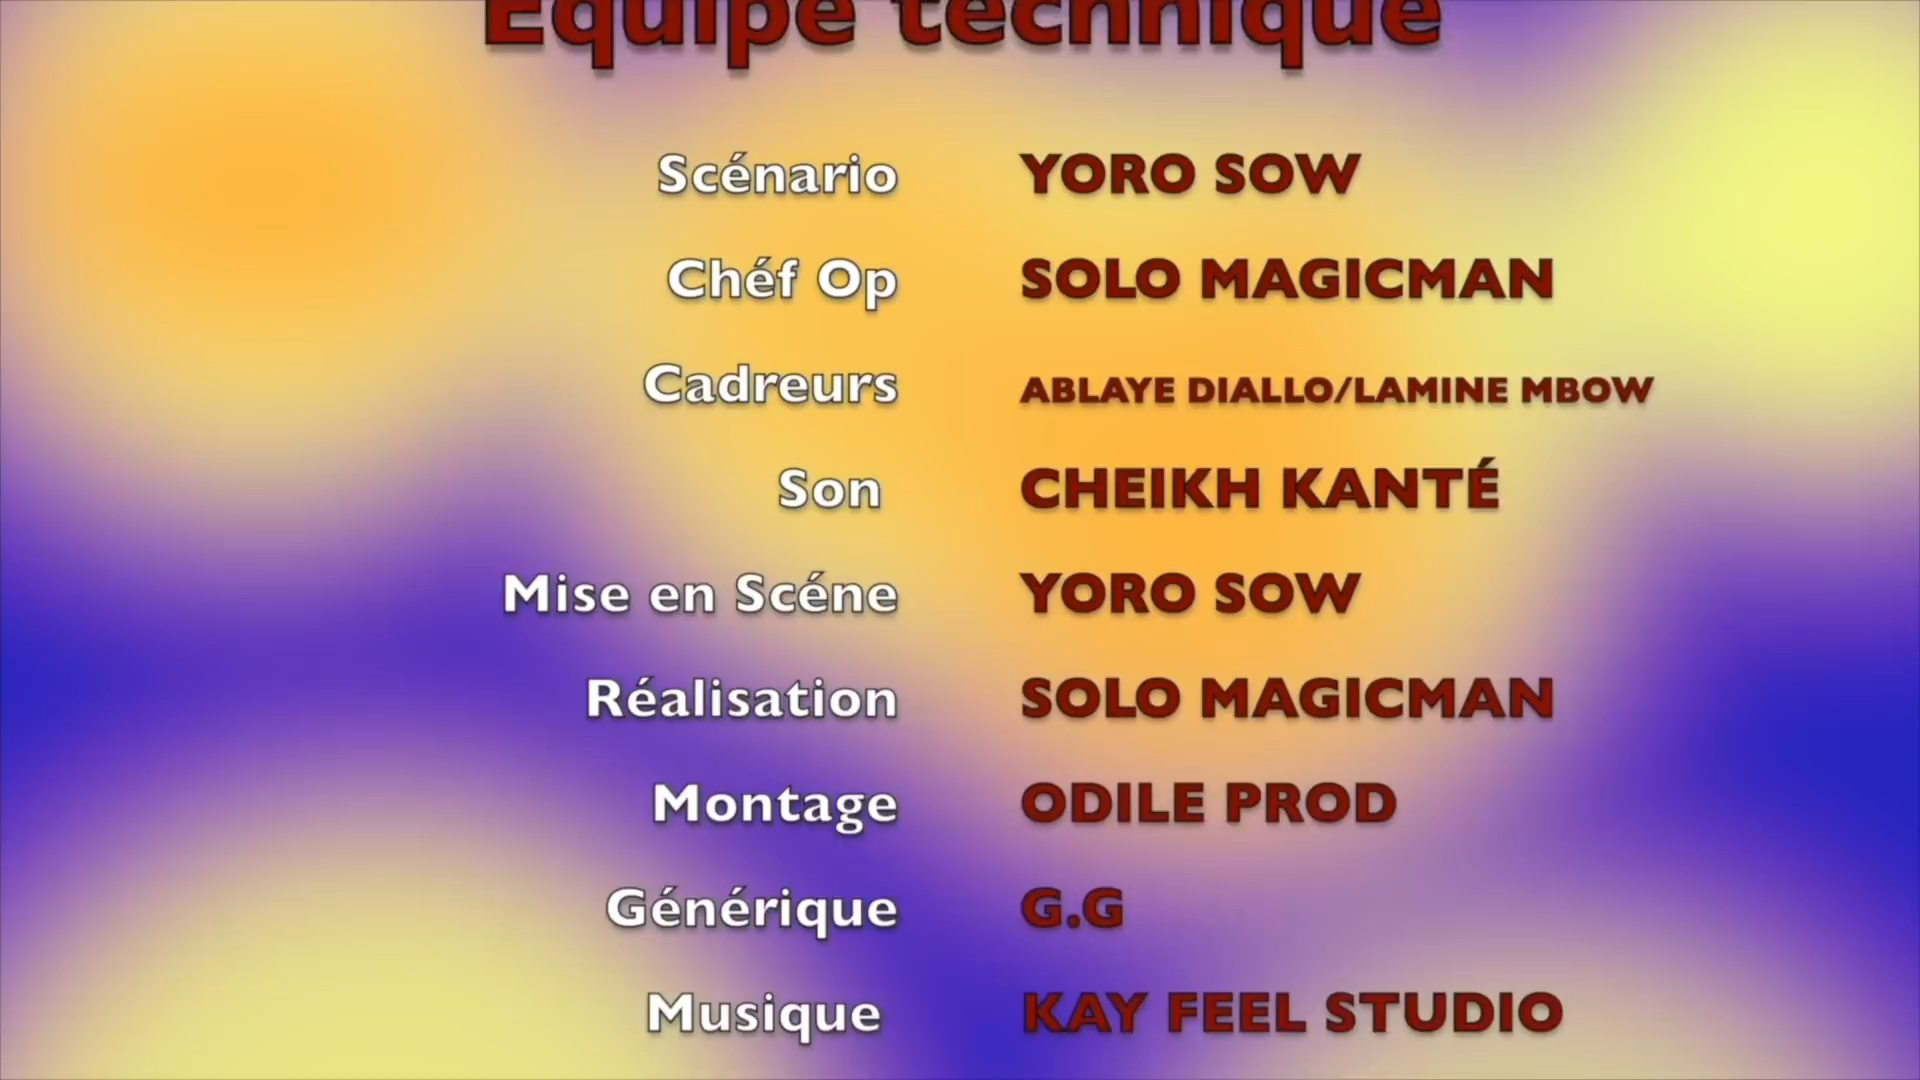 Equipe technique
Scénario YORO SOW
Chéf Op SOLO MAGICMAN
Cadreurs ABLAYE DIALLO/LAMINE MBOW
Son CHEIKH KANTÉ
Mise en Scéne YORO SOW
Réalisation SOLO MAGICMAN
Montage ODILE PROD
Générique G.G
Musique KAY FEEL STUDIO